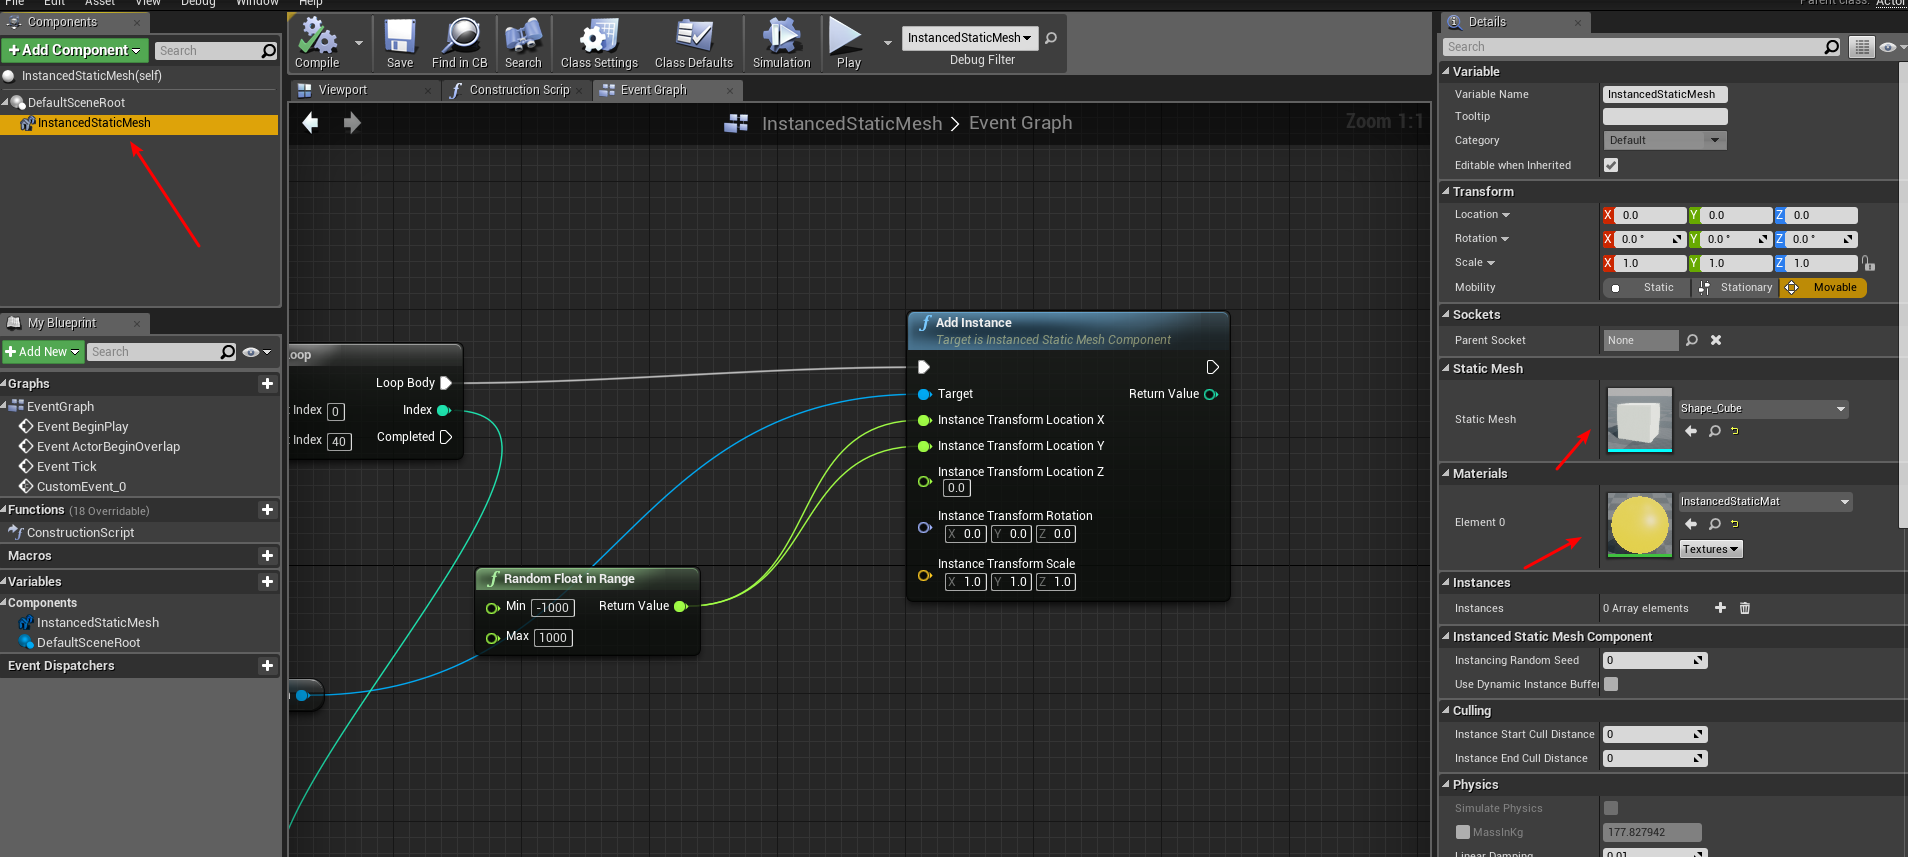 File Edit Asset View Debug Window Help
Parent class: Actor
Components
Add Component
Search
InstancedStaticMesh(self)
DefaultSceneRoot
InstancedStaticMesh
My Blueprint
Add New
Search
Graphs
EventGraph
Event BeginPlay
Event ActorBeginOverlap
Event Tick
CustomEvent_0
Functions (18 Overridable)
ConstructionScript
Macros
Variables
Components
InstancedStaticMesh
DefaultSceneRoot
Event Dispatchers
Compile
Save
Find in CB
Search
Class Settings
Class Defaults
Simulation
Play
InstancedStaticMesh
Debug Filter
Viewport
Construction Scrip
Event Graph
InstancedStaticMesh > Event Graph
Zoom 1:1
Loop
Loop Body
t Index 0
Index
t Index 40
Completed
Random Float in Range
Min -1000
Return Value
Max 1000
Add Instance
Target is Instanced Static Mesh Component
Target
Return Value
Instance Transform Location X
Instance Transform Location Y
Instance Transform Location Z
0.0
Instance Transform Rotation
X 0.0 Y 0.0 Z 0.0
Instance Transform Scale
X 1.0 Y 1.0 Z 1.0
Details
Search
Variable
Variable Name InstancedStaticMesh
Tooltip
Category Default
Editable when Inherited
Transform
Location X 0.0 Y 0.0 Z 0.0
Rotation X 0.0 ° Y 0.0 ° Z 0.0 °
Scale X 1.0 Y 1.0 Z 1.0
Mobility Static Stationary Movable
Sockets
Parent Socket None
Static Mesh
Static Mesh Shape_Cube
Materials
Element 0 InstancedStaticMat
Textures
Instances
Instances 0 Array elements
Instanced Static Mesh Component
Instancing Random Seed 0
Use Dynamic Instance Buffer
Culling
Instance Start Cull Distance 0
Instance End Cull Distance 0
Physics
Simulate Physics
MassInKg 177.827942
Linear Damping 0.01